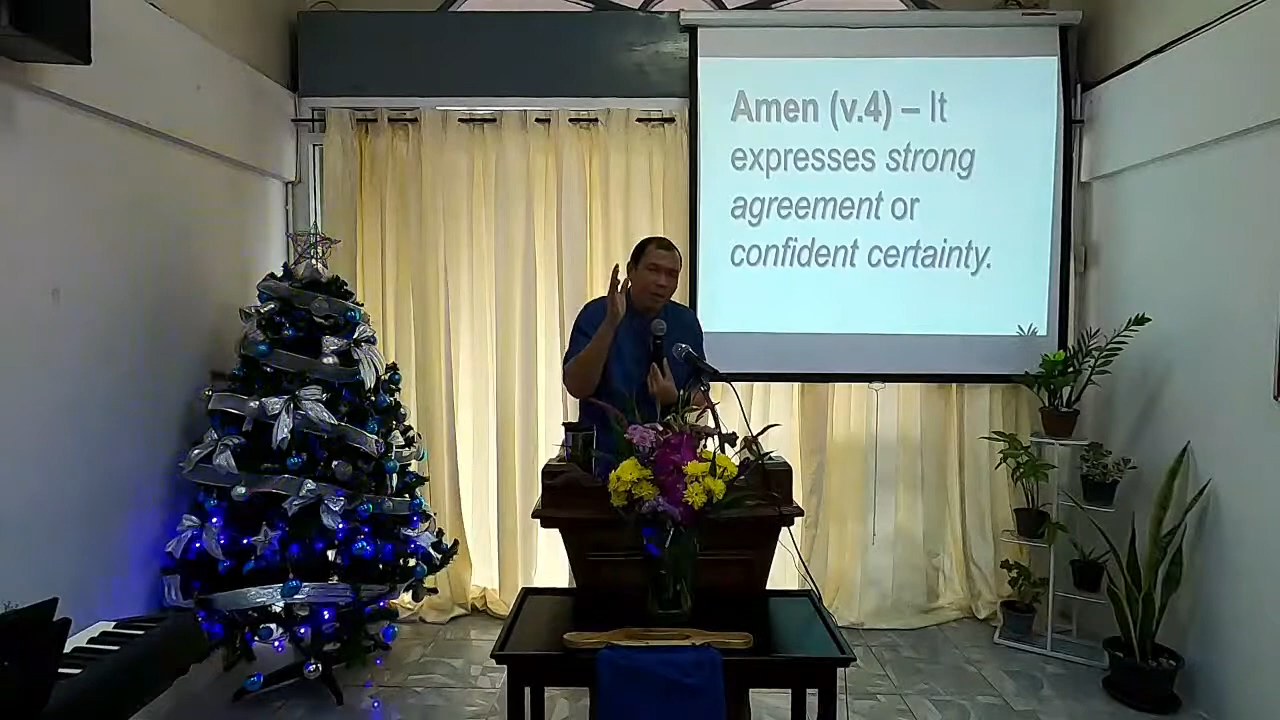 Amen (v.4) – It
expresses strong
agreement or
confident certainty.